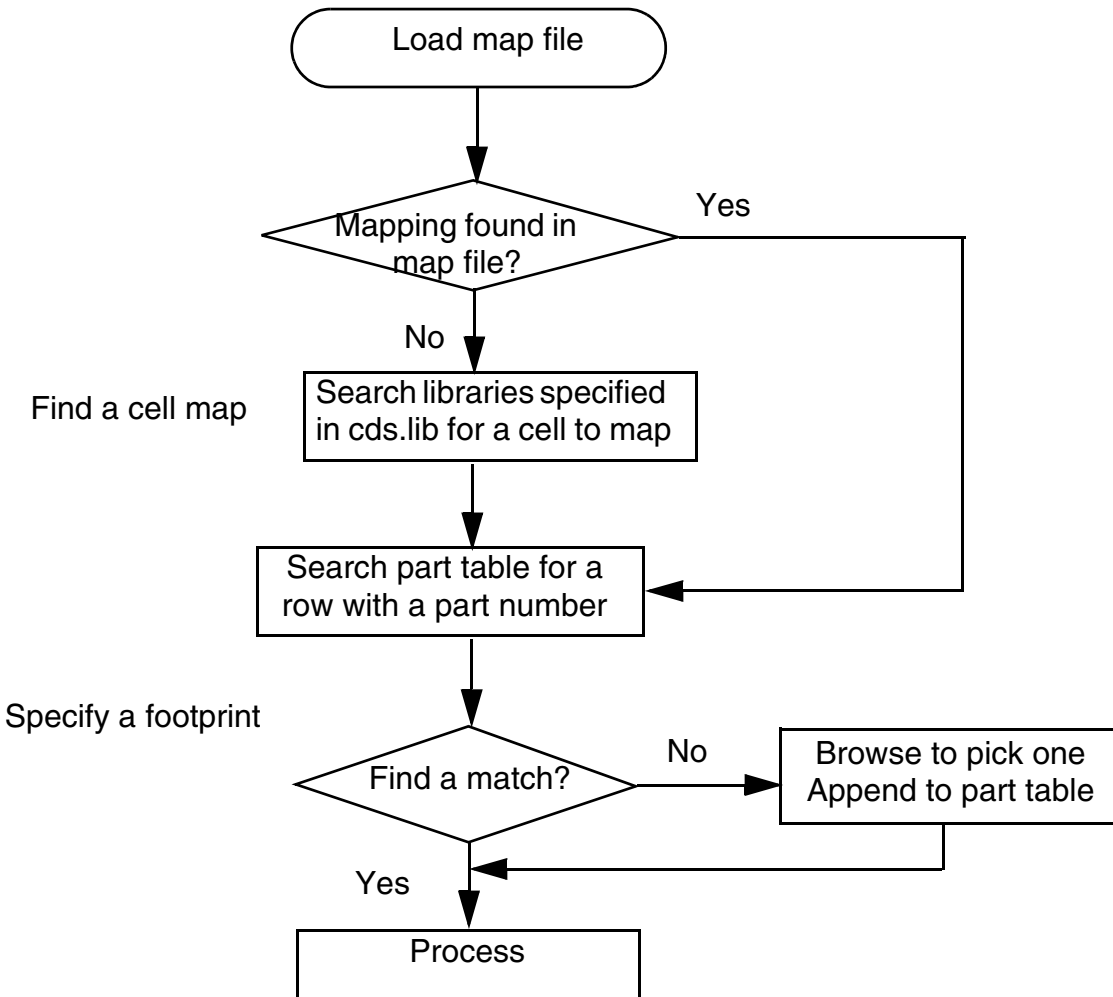 Load map file
Yes
Mapping found in
map file?
No
Search libraries specified
in cds.lib for a cell to map
Find a cell map
Search part table for a
row with a part number
Specify a footprint
No
Find a match?
Browse to pick one
Append to part table
Yes
Process